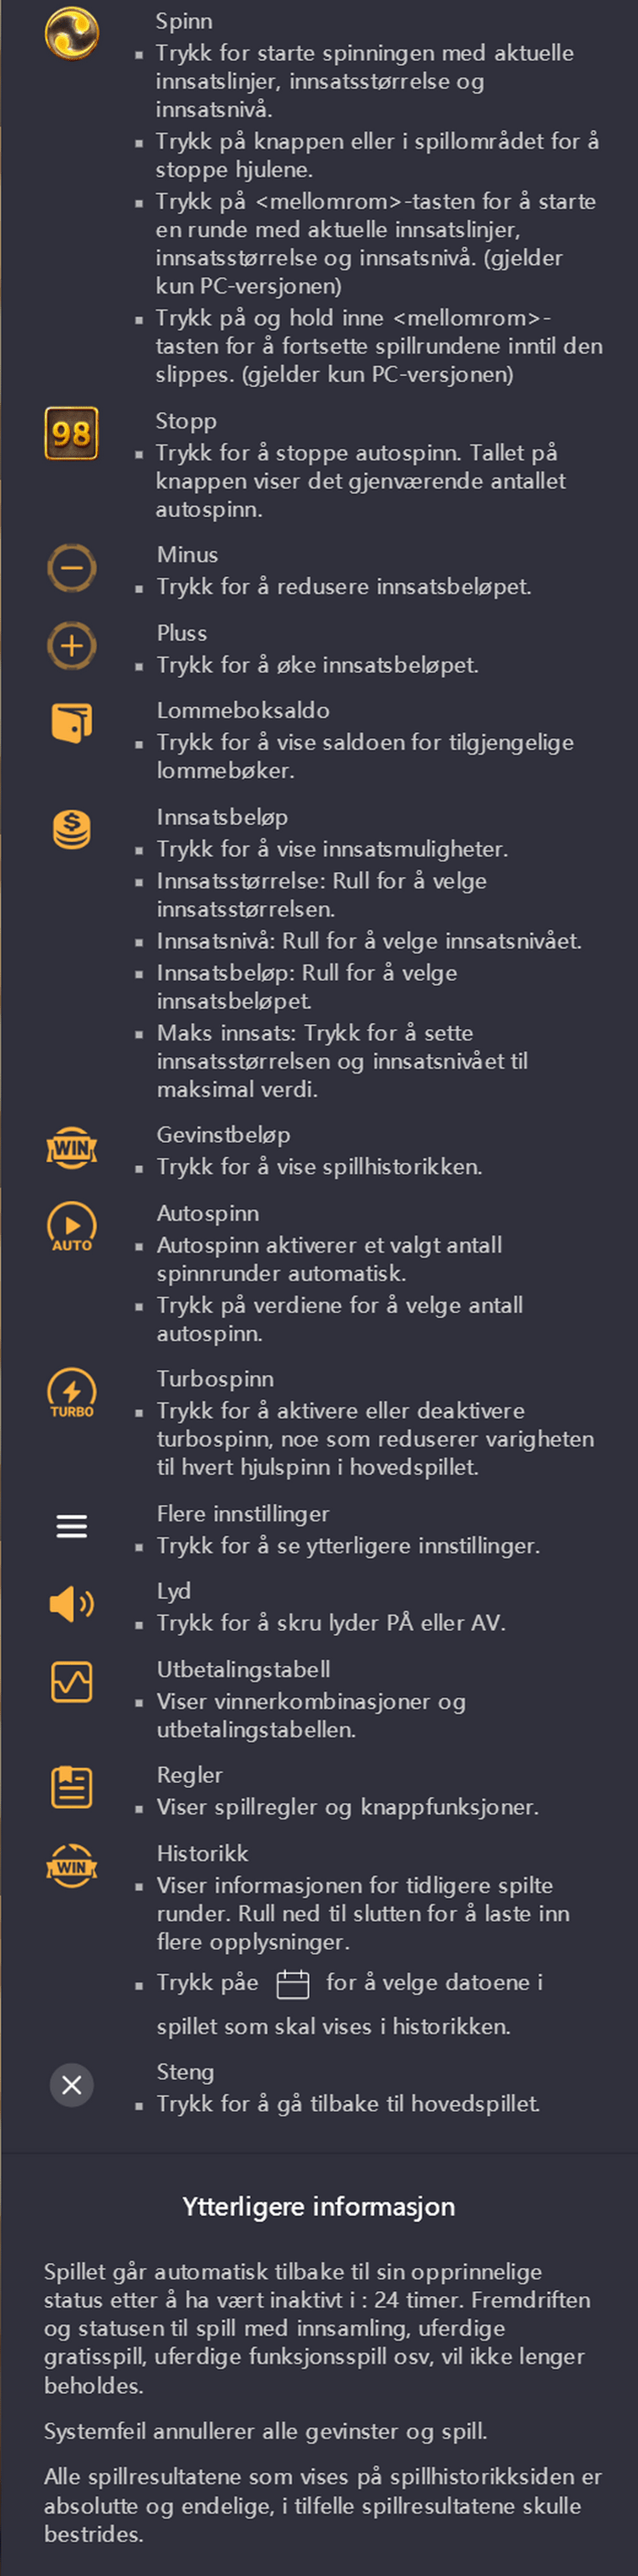 Spinn
▪ Trykk for starte spinningen med aktuelle
innsatslinjer, innsatsstørrelse og
innsatsnivå.
▪ Trykk på knappen eller i spillområdet for å
stoppe hjulene.
▪ Trykk på <mellomrom>-tasten for å starte
en runde med aktuelle innsatslinjer,
innsatsstørrelse og innsatsnivå. (gjelder
kun PC-versjonen)
▪ Trykk på og hold inne <mellomrom>-
tasten for å fortsette spillrundene inntil den
slippes. (gjelder kun PC-versjonen)
98
Stopp
▪ Trykk for å stoppe autospinn. Tallet på
knappen viser det gjenværende antallet
autospinn.
Minus
▪ Trykk for å redusere innsatsbeløpet.
Pluss
▪ Trykk for å øke innsatsbeløpet.
Lommeboksaldo
▪ Trykk for å vise saldoen for tilgjengelige
lommebøker.
Innsatsbeløp
▪ Trykk for å vise innsatsmuligheter.
▪ Innsatsstørrelse: Rull for å velge
innsatsstørrelsen.
▪ Innsatsnivå: Rull for å velge innsatsnivået.
▪ Innsatsbeløp: Rull for å velge
innsatsbeløpet.
▪ Maks innsats: Trykk for å sette
innsatsstørrelsen og innsatsnivået til
maksimal verdi.
WIN
Gevinstbeløp
▪ Trykk for å vise spillhistorikken.
AUTO
Autospinn
▪ Autospinn aktiverer et valgt antall
spinnrunder automatisk.
▪ Trykk på verdiene for å velge antall
autospinn.
TURBO
Turbospinn
▪ Trykk for å aktivere eller deaktivere
turbospinn, noe som reduserer varigheten
til hvert hjulspinn i hovedspillet.
Flere innstillinger
▪ Trykk for å se ytterligere innstillinger.
Lyd
▪ Trykk for å skru lyder PÅ eller AV.
Utbetalingstabell
▪ Viser vinnerkombinasjoner og
utbetalingstabellen.
Regler
▪ Viser spillregler og knappfunksjoner.
WIN
Historikk
▪ Viser informasjonen for tidligere spilte
runder. Rull ned til slutten for å laste inn
flere opplysninger.
▪ Trykk påe for å velge datoene i
spillet som skal vises i historikken.
Steng
▪ Trykk for å gå tilbake til hovedspillet.
Ytterligere informasjon
Spillet går automatisk tilbake til sin opprinnelige
status etter å ha vært inaktivt i : 24 timer. Fremdriften
og statusen til spill med innsamling, uferdige
gratisspill, uferdige funksjonsspill osv, vil ikke lenger
beholdes.
Systemfeil annullerer alle gevinster og spill.
Alle spillresultatene som vises på spillhistorikksiden er
absolutte og endelige, i tilfelle spillresultatene skulle
bestrides.